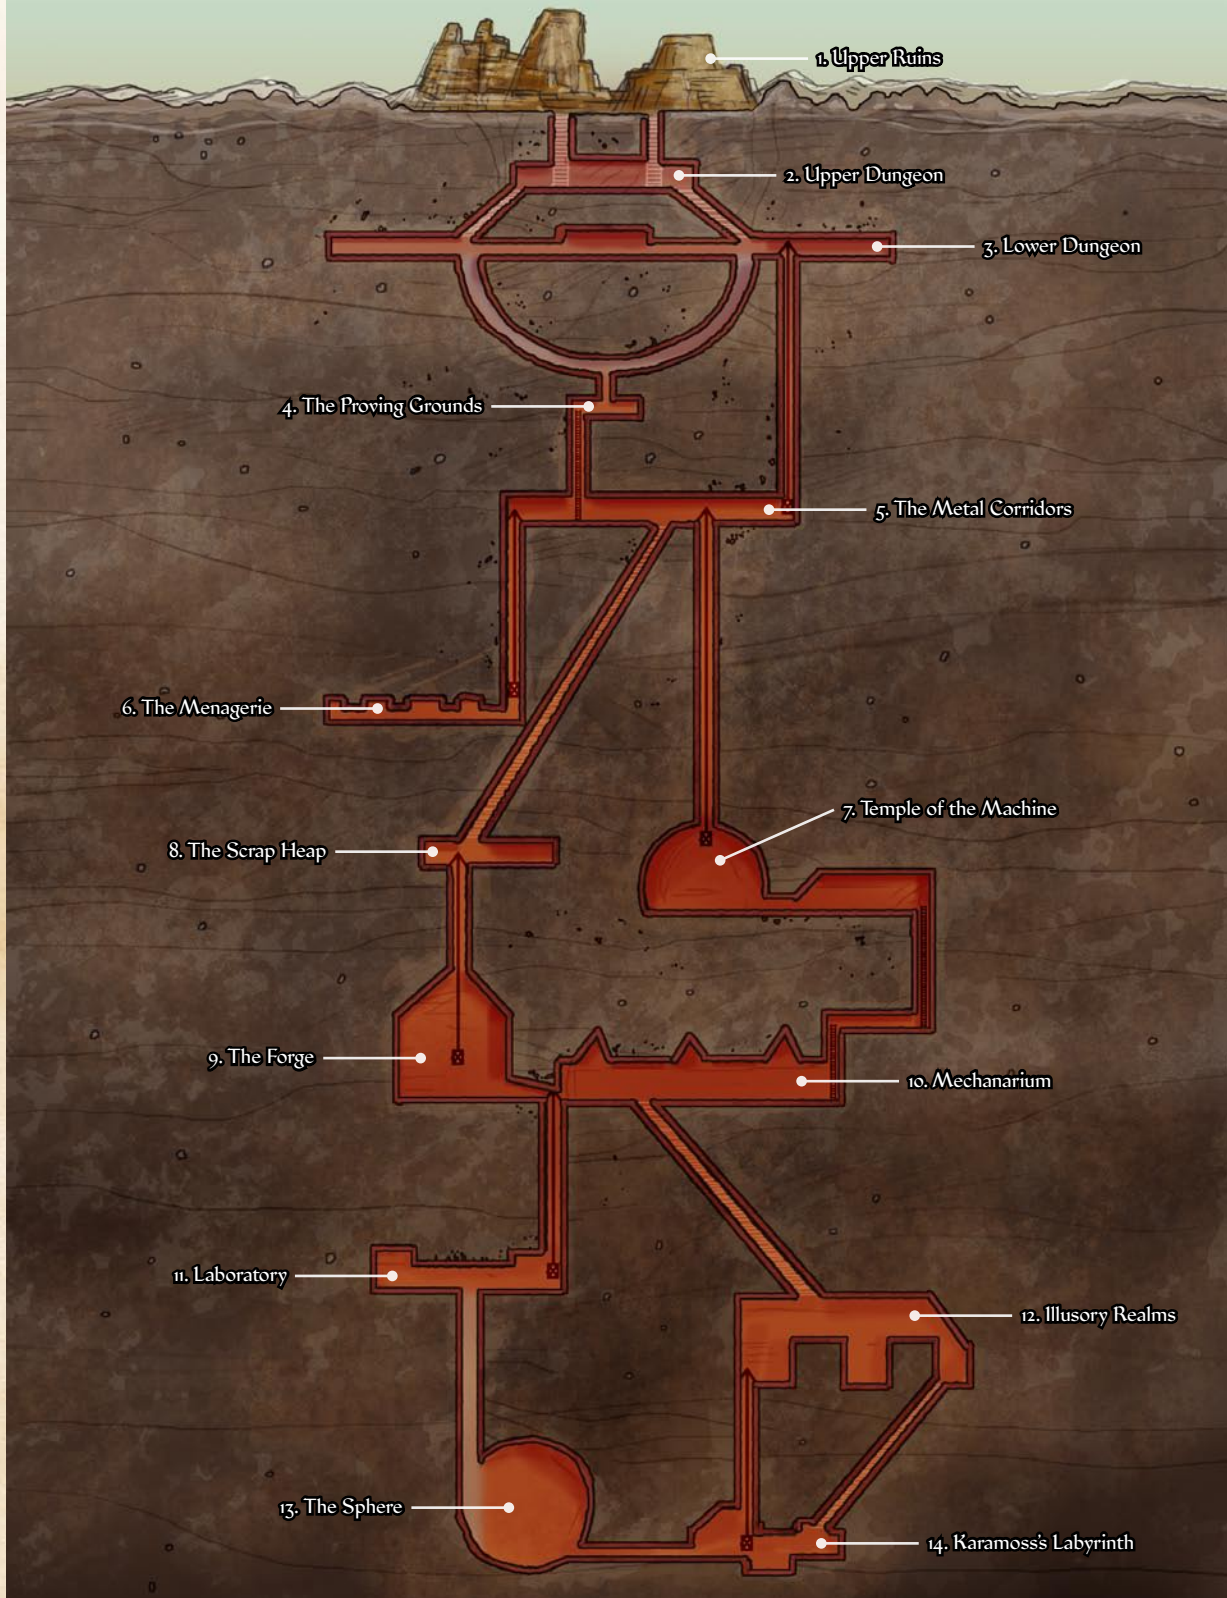 1. Upper Ruins
2. Upper Dungeon
3. Lower Dungeon
4. The Proving Grounds
5. The Metal Corridors
6. The Menagerie
7. Temple of the Machine
8. The Scrap Heap
9. The Forge
10. Mechanarium
11. Laboratory
12. Illusory Realms
13. The Sphere
14. Karamoss's Labyrinth